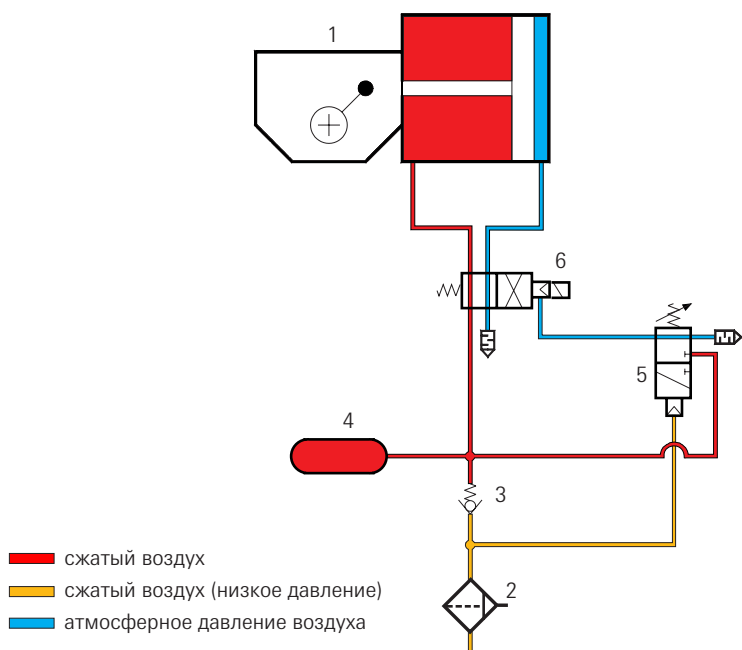 1
6
5
4
3
2
сжатый воздух
сжатый воздух (низкое давление)
атмосферное давление воздуха